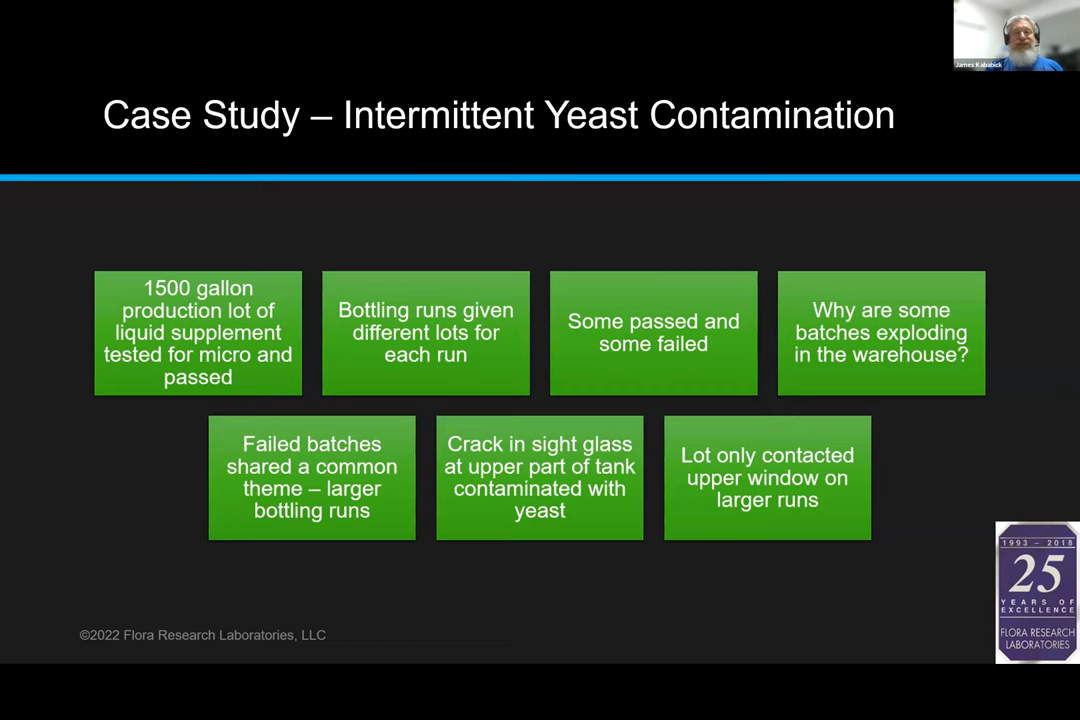 James Kababick
Case Study – Intermittent Yeast Contamination
1500 gallon
production lot of
liquid supplement
tested for micro and
passed
Bottling runs given
different lots for
each run
Some passed and
some failed
Why are some
batches exploding
in the warehouse?
Failed batches
shared a common
theme – larger
bottling runs
Crack in sight glass
at upper part of tank
contaminated with
yeast
Lot only contacted
upper window on
larger runs
1993 – 2018
25
YEARS OF
EXCELLENCE
FLORA RESEARCH
LABORATORIES
©2022 Flora Research Laboratories, LLC